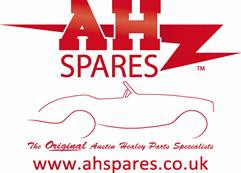 AH
SPARES
TM
The Original Austin Healey Parts Specialists
www.ahspares.co.uk